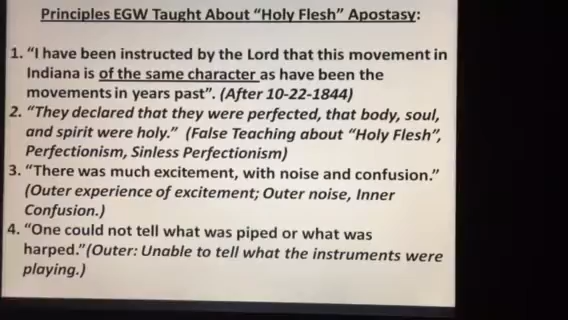 Principles EGW Taught About “Holy Flesh” Apostasy:
1. “I have been instructed by the Lord that this movement in
Indiana is of the same character as have been the
movements in years past”. (After 10-22-1844)
2. “They declared that they were perfected, that body, soul,
and spirit were holy.” (False Teaching about “Holy Flesh”,
Perfectionism, Sinless Perfectionism)
3. “There was much excitement, with noise and confusion.”
(Outer experience of excitement; Outer noise, Inner
Confusion.)
4. “One could not tell what was piped or what was
harped.”(Outer: Unable to tell what the instruments were
playing.)